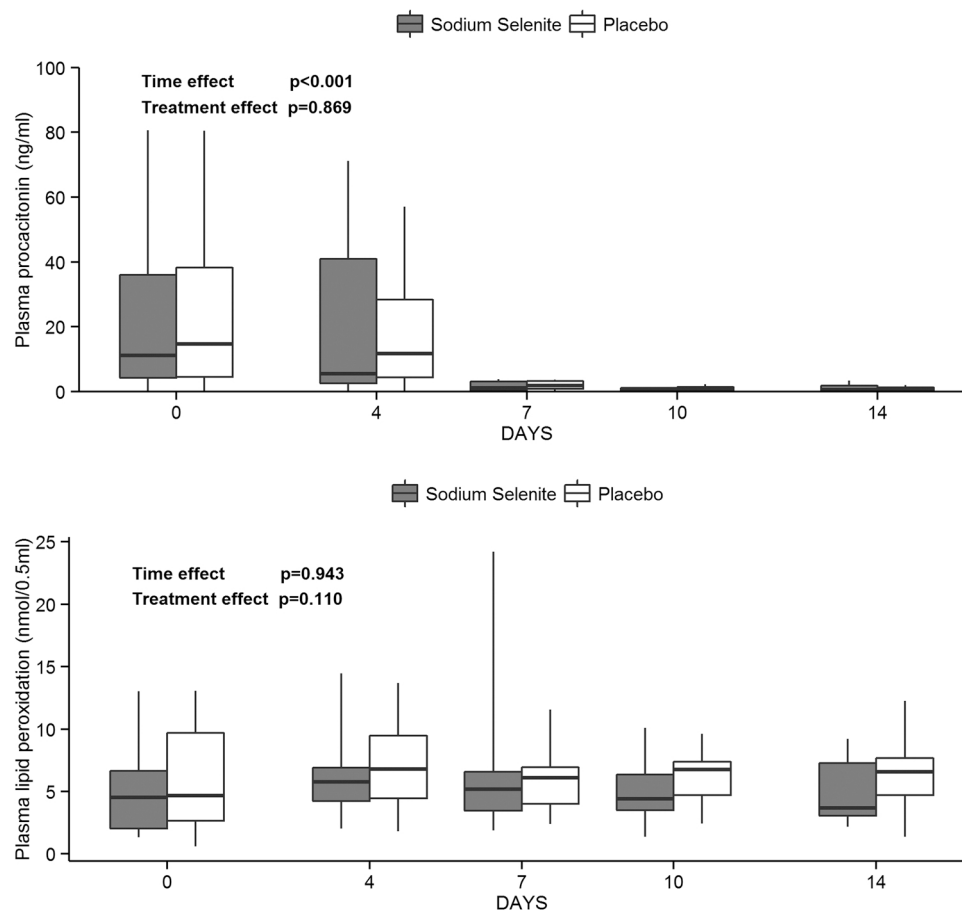 Sodium Selenite Placebo
Plasma procacitonin (ng/ml)
100
80
60
40
20
0
Time effect p<0.001
Treatment effect p=0.869
0 4 7 10 14
DAYS
Sodium Selenite Placebo
Plasma lipid peroxidation (nmol/0.5ml)
25
20
15
10
5
0
Time effect p=0.943
Treatment effect p=0.110
0 4 7 10 14
DAYS